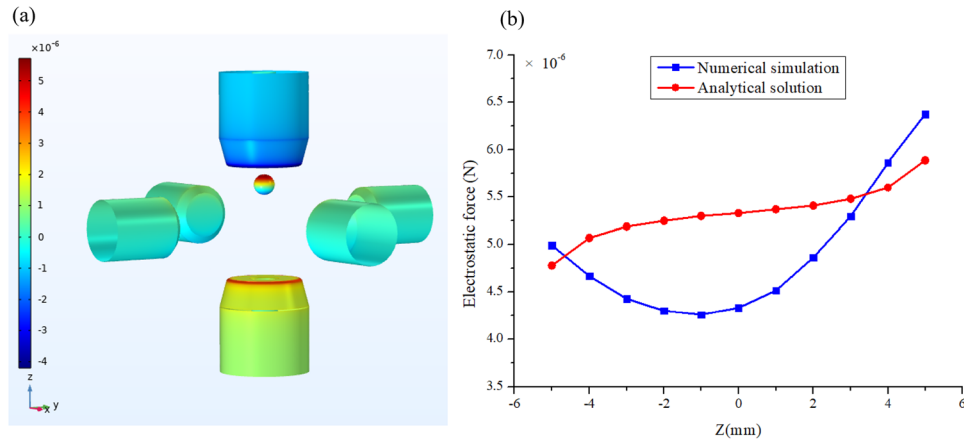 (a)
×10⁻⁶
5
4
3
2
1
0
-1
-2
-3
-4
z
y
x
(b)
7.0
× 10⁻⁶
6.5
6.0
5.5
5.0
4.5
4.0
3.5
Electrostatic force (N)
Numerical simulation
Analytical solution
-6 -4 -2 0 2 4 6
Z(mm)